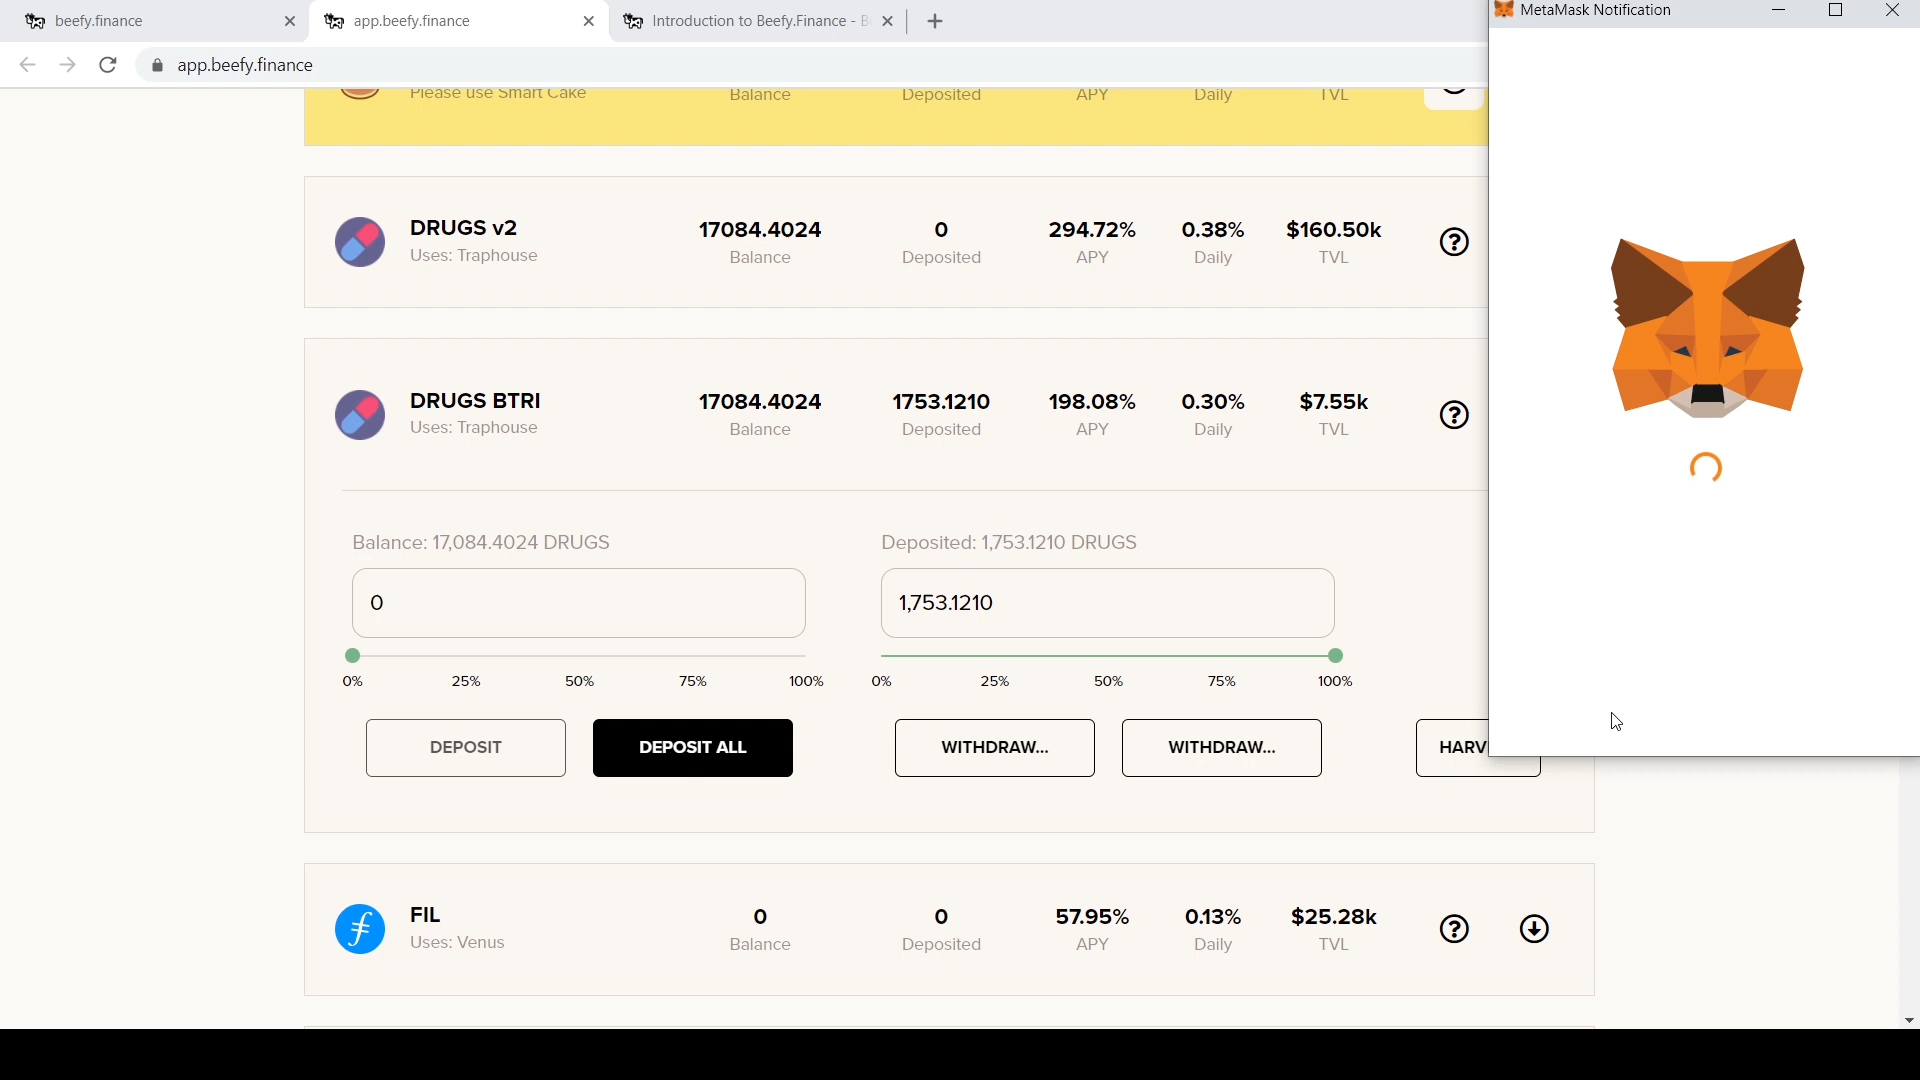 beefy.finance
app.beefy.finance
Introduction to Beefy.Finance - B
MetaMask Notification
app.beefy.finance
Please use Smart Cake
Balance
Deposited
APY
Daily
TVL
DRUGS v2
Uses: Traphouse
17084.4024
Balance
0
Deposited
294.72%
APY
0.38%
Daily
$160.50k
TVL
DRUGS BTRI
Uses: Traphouse
17084.4024
Balance
1753.1210
Deposited
198.08%
APY
0.30%
Daily
$7.55k
TVL
Balance: 17,084.4024 DRUGS
0
0% 25% 50% 75% 100%
DEPOSIT
DEPOSIT ALL
Deposited: 1,753.1210 DRUGS
1,753.1210
0% 25% 50% 75% 100%
WITHDRAW...
WITHDRAW...
HARV
FIL
Uses: Venus
0
Balance
0
Deposited
57.95%
APY
0.13%
Daily
$25.28k
TVL